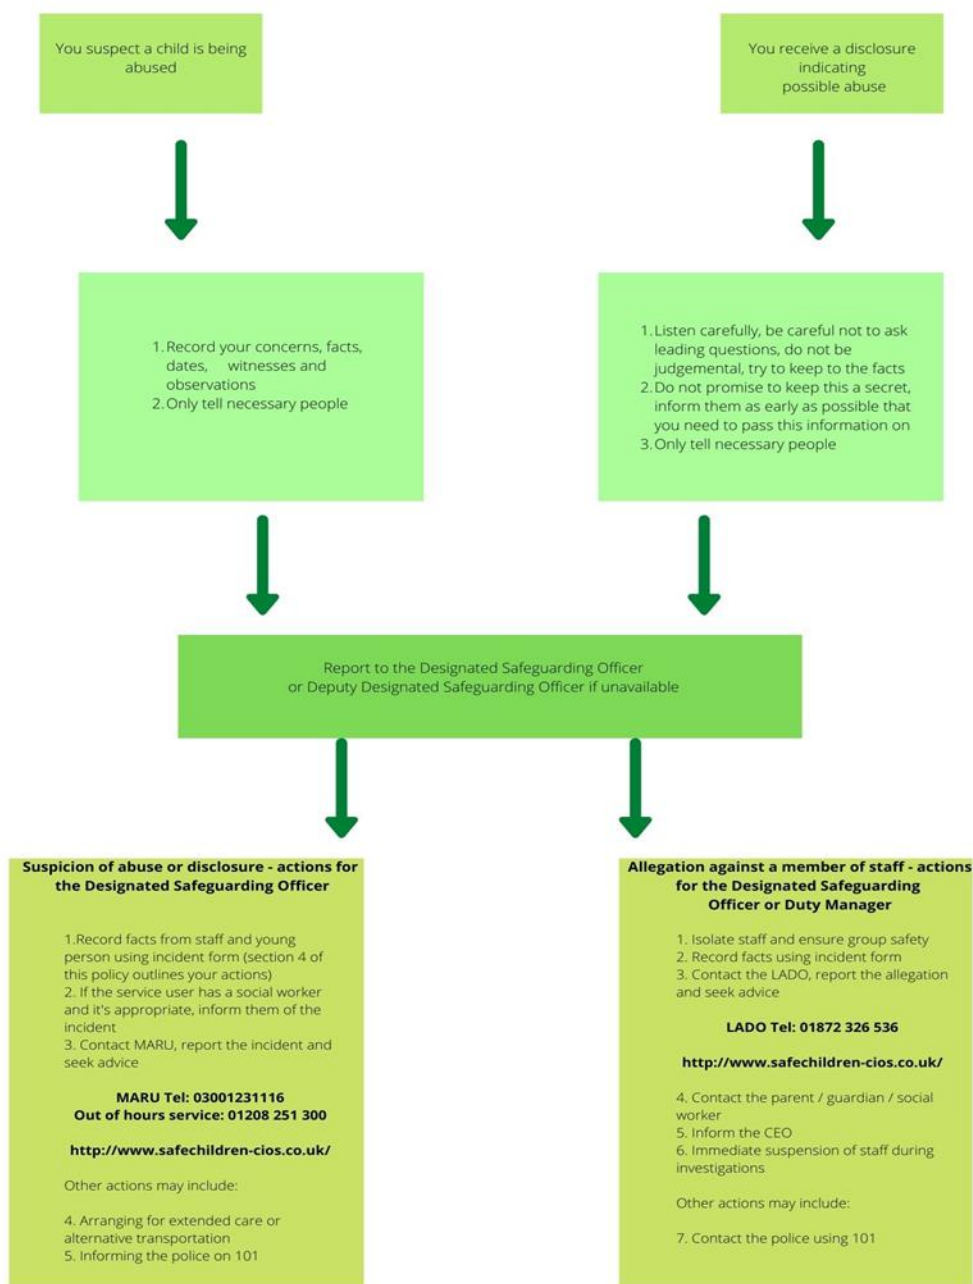 You suspect a child is being
abused
You receive a disclosure
indicating
possible abuse
1.Record your concerns, facts,
dates, witnesses and
observations
2.Only tell necessary people
1.Listen carefully, be careful not to ask
leading questions, do not be
judgemental, try to keep to the facts
2.Do not promise to keep this a secret,
inform them as early as possible that
you need to pass this information on
3.Only tell necessary people
Report to the Designated Safeguarding Officer
or Deputy Designated Safeguarding Officer if unavailable
Suspicion of abuse or disclosure - actions for
the Designated Safeguarding Officer
1.Record facts from staff and young
person using incident form (section 4 of
this policy outlines your actions)
2. If the service user has a social worker
and it's appropriate, inform them of the
incident
3. Contact MARU, report the incident and
seek advice
MARU Tel: 03001231116
Out of hours service: 01208 251 300
http://www.safechildren-cios.co.uk/
Other actions may include:
4. Arranging for extended care or
alternative transportation
5. Informing the police on 101
Allegation against a member of staff - actions
for the Designated Safeguarding
Officer or Duty Manager
1. Isolate staff and ensure group safety
2. Record facts using incident form
3. Contact the LADO, report the allegation
and seek advice
LADO Tel: 01872 326 536
http://www.safechildren-cios.co.uk/
4. Contact the parent / guardian / social
worker
5. Inform the CEO
6. Immediate suspension of staff during
investigations
Other actions may include:
7. Contact the police using 101